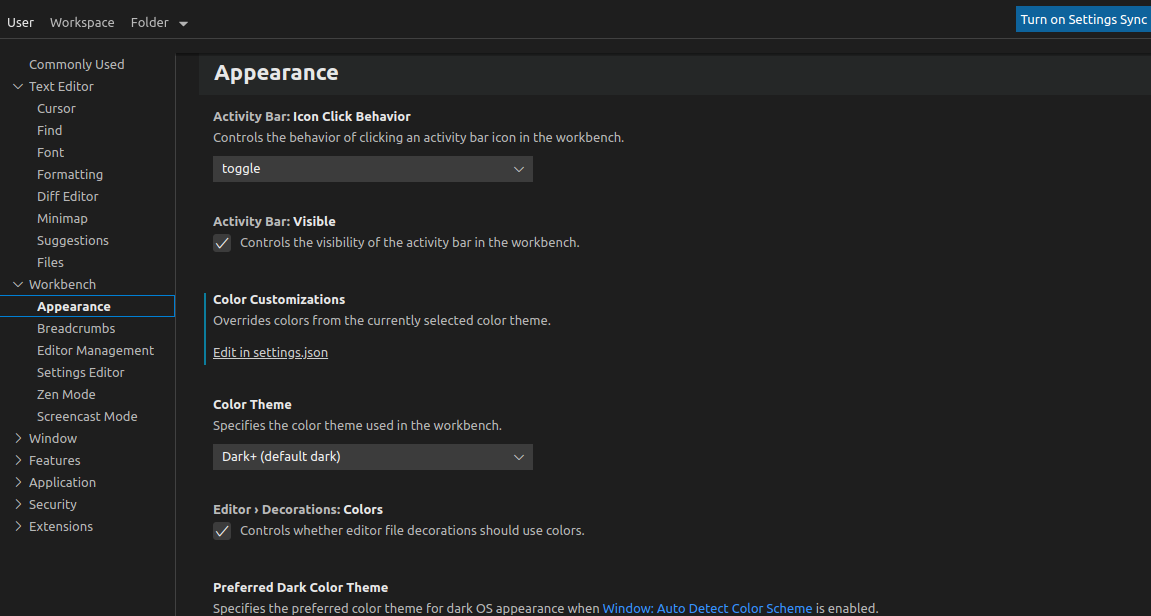 User Workspace Folder
Turn on Settings Sync
Commonly Used
Text Editor
Cursor
Find
Font
Formatting
Diff Editor
Minimap
Suggestions
Files
Workbench
Appearance
Breadcrumbs
Editor Management
Settings Editor
Zen Mode
Screencast Mode
Window
Features
Application
Security
Extensions
Appearance
Activity Bar: Icon Click Behavior
Controls the behavior of clicking an activity bar icon in the workbench.
toggle
Activity Bar: Visible
Controls the visibility of the activity bar in the workbench.
Color Customizations
Overrides colors from the currently selected color theme.
Edit in settings.json
Color Theme
Specifies the color theme used in the workbench.
Dark+ (default dark)
Editor › Decorations: Colors
Controls whether editor file decorations should use colors.
Preferred Dark Color Theme
Specifies the preferred color theme for dark OS appearance when Window: Auto Detect Color Scheme is enabled.